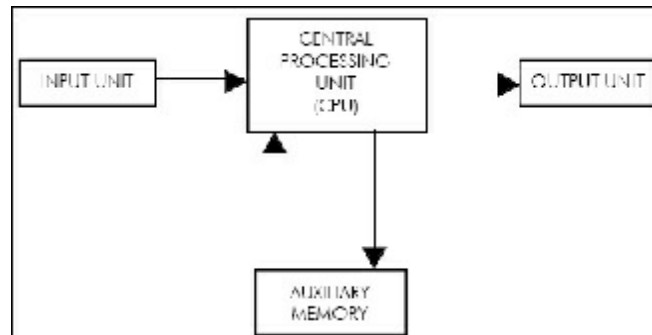 CENTRAL
PROCESSING
UNIT
(CPU)
INPUT UNIT
OUTPUT UNIT
AUXILIARY
MEMORY